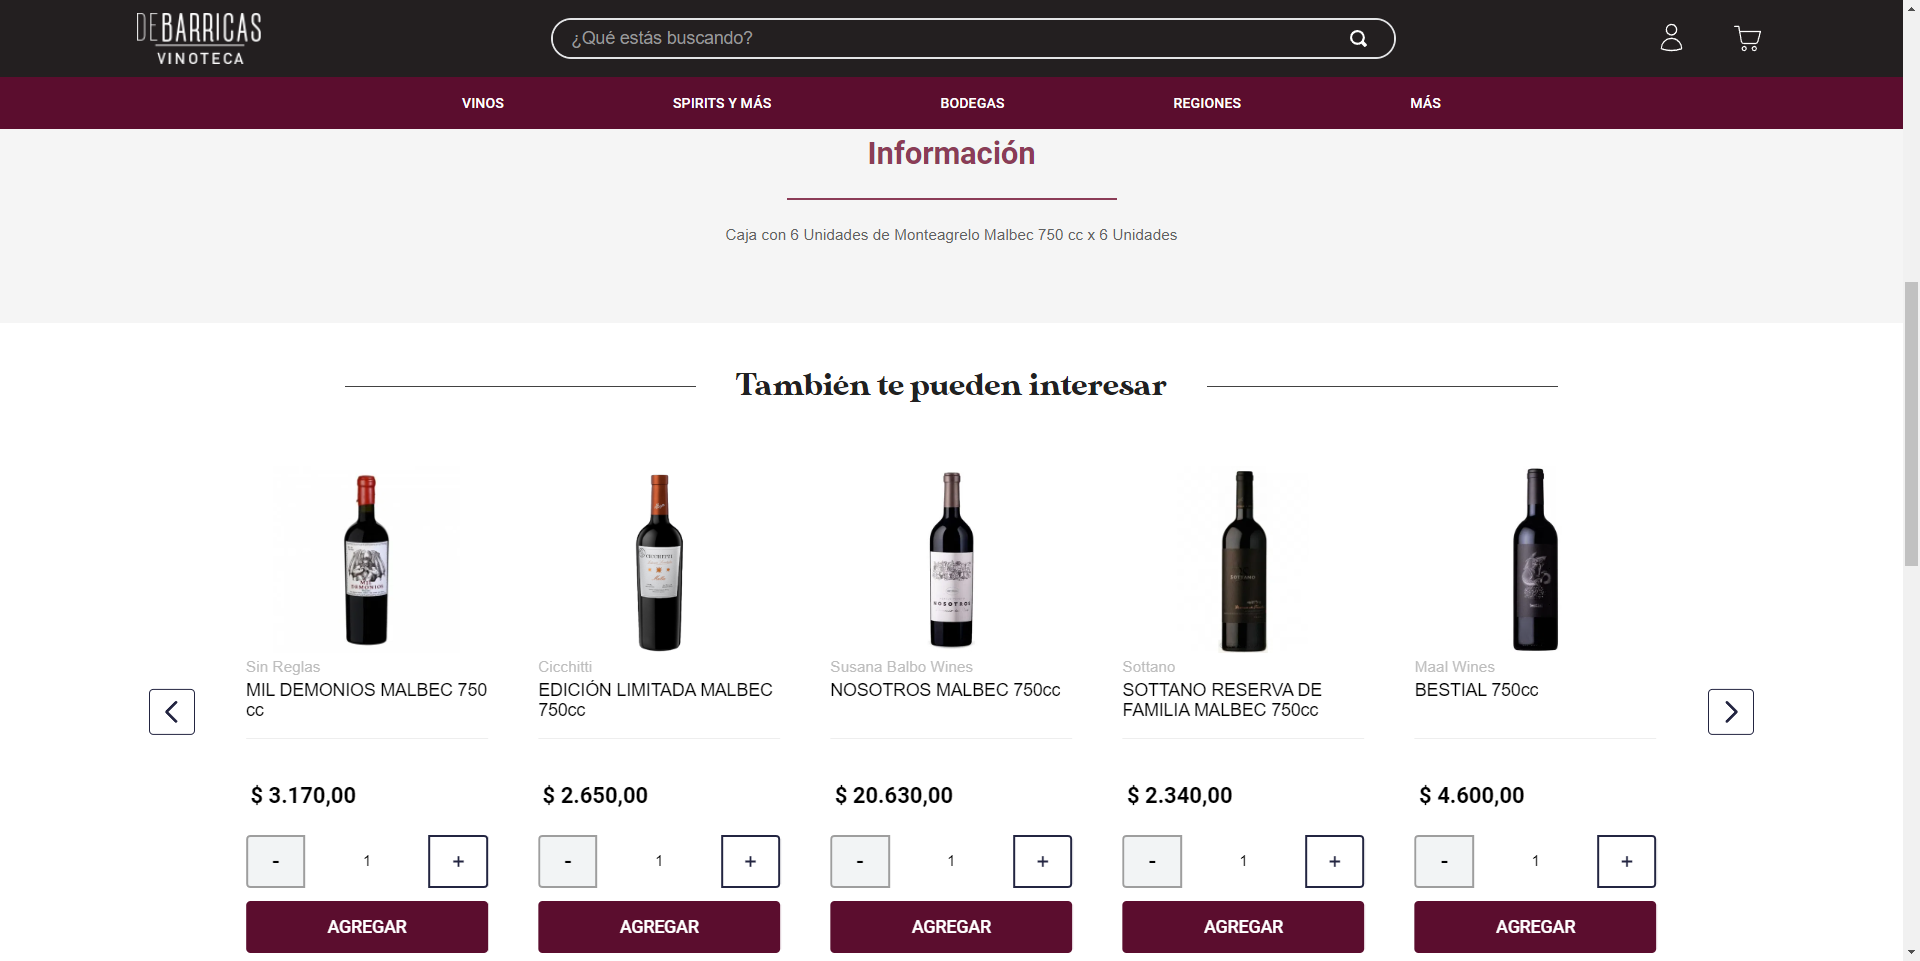 DEBARRICAS
VINOTECA
¿Qué estás buscando?
VINOS
SPIRITS Y MÁS
BODEGAS
REGIONES
MÁS
Información
Caja con 6 Unidades de Monteagrelo Malbec 750 cc x 6 Unidades
También te pueden interesar
MIL
DEMONIOS
NOSOTROS
Sin Reglas
MIL DEMONIOS MALBEC 750
cc
Cicchitti
EDICIÓN LIMITADA MALBEC
750cc
Susana Balbo Wines
NOSOTROS MALBEC 750cc
Sottano
SOTTANO RESERVA DE
FAMILIA MALBEC 750cc
Maal Wines
BESTIAL 750cc
$ 3.170,00
$ 2.650,00
$ 20.630,00
$ 2.340,00
$ 4.600,00
- 1 +
- 1 +
- 1 +
- 1 +
- 1 +
AGREGAR
AGREGAR
AGREGAR
AGREGAR
AGREGAR